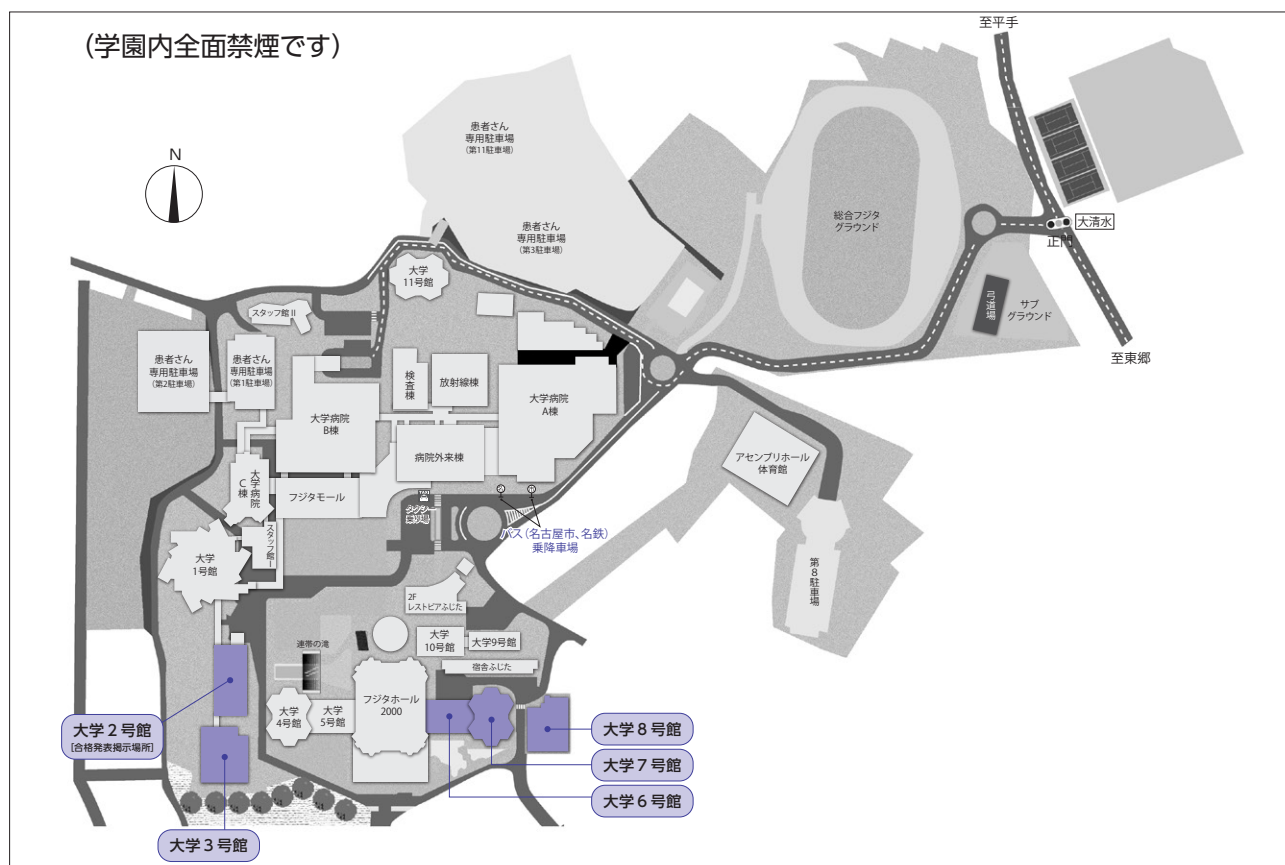 (学園内全面禁煙です)
至平手
N
患者さん
専用駐車場
(第11駐車場)
患者さん
専用駐車場
(第3駐車場)
総合フジタ
グラウンド
大清水
正門
弓道場
サブ
グラウンド
至東郷
大学
11号館
スタッフ館Ⅱ
患者さん
専用駐車場
(第2駐車場)
患者さん
専用駐車場
(第1駐車場)
検査棟
放射線棟
大学病院
A棟
大学病院
B棟
病院外来棟
アセンブリホール
体育館
大学病院
C棟
フジタモール
タクシー
乗り場
バス(名古屋市、名鉄)
乗降車場
スタッフ館Ⅰ
大学
1号館
第8駐車場
2F
レストピアふじた
連帯の滝
大学
10号館
大学9号館
宿舎ふじた
フジタホール
2000
大学
4号館
大学
5号館
大学2号館
[合格発表掲示場所]
大学8号館
大学7号館
大学6号館
大学3号館